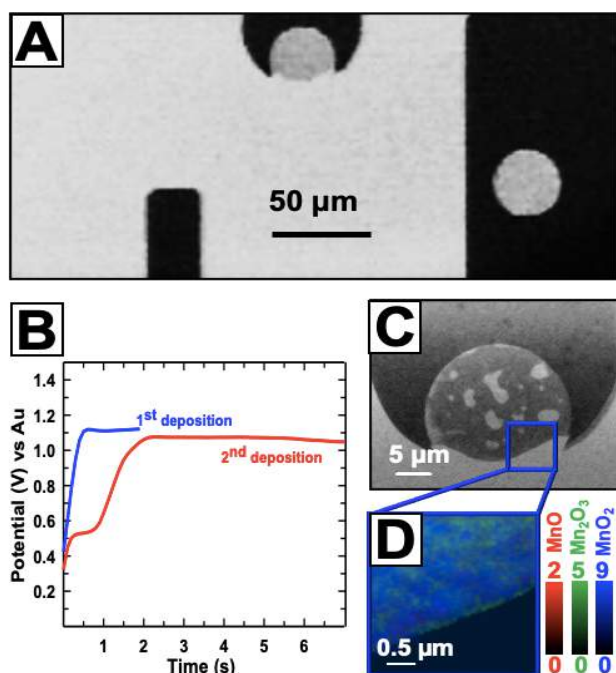 A
50 µm
B
Potential (V) vs Au
1.4
1.2
1.0
0.8
0.6
0.4
0.2
1st deposition
2nd deposition
1
2
3
4
5
6
Time (s)
C
5 µm
D
0.5 µm
2 MnO
5 Mn2O3
9 MnO2
0
0
0